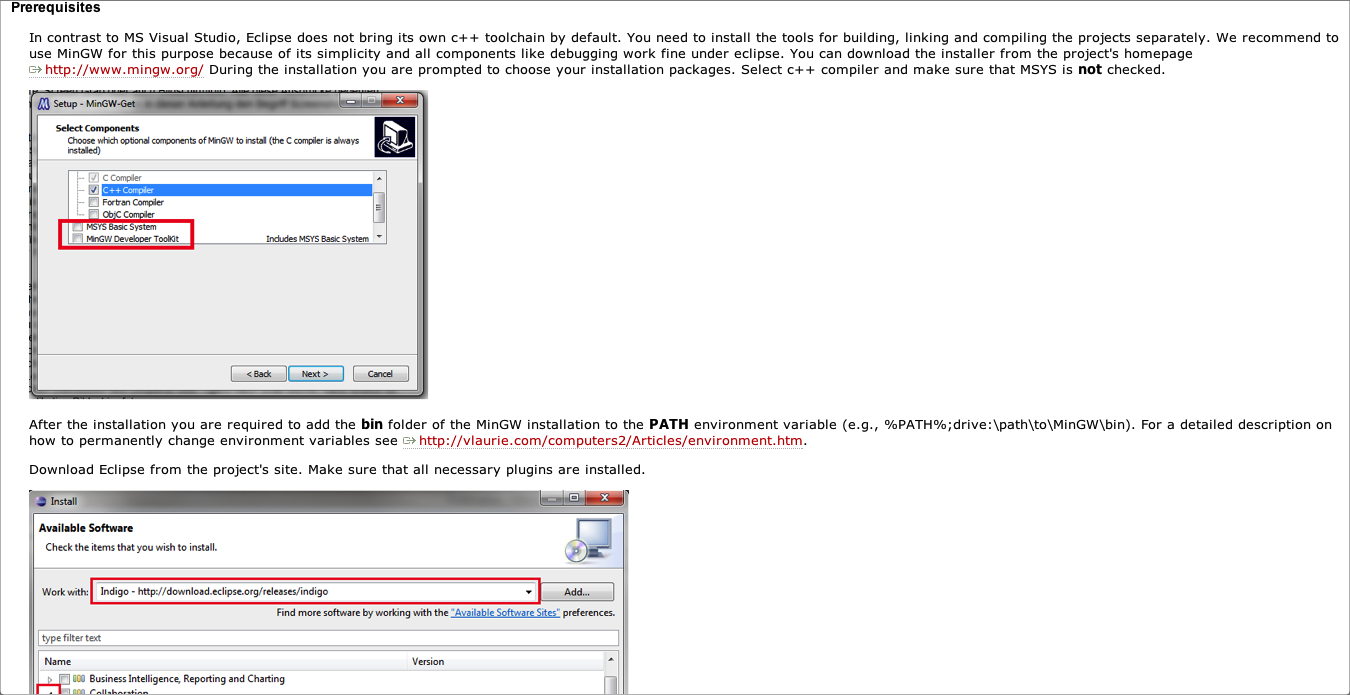 Prerequisites
In contrast to MS Visual Studio, Eclipse does not bring its own c++ toolchain by default. You need to install the tools for building, linking and compiling the projects separately. We recommend to
use MinGW for this purpose because of its simplicity and all components like debugging work fine under eclipse. You can download the installer from the project's homepage
http://www.mingw.org/ During the installation you are prompted to choose your installation packages. Select c++ compiler and make sure that MSYS is not checked.
Setup - MinGW-Get
Select Components
Choose which optional components of MinGW to install (the C compiler is always
installed)
C Compiler
C++ Compiler
Fortran Compiler
ObjC Compiler
MSYS Basic System
MinGW Developer ToolKit Includes MSYS Basic System
< Back Next > Cancel
After the installation you are required to add the bin folder of the MinGW installation to the PATH environment variable (e.g., %PATH%;drive:\path\to\MinGW\bin). For a detailed description on
how to permanently change environment variables see http://vlaurie.com/computers2/Articles/environment.htm.
Download Eclipse from the project's site. Make sure that all necessary plugins are installed.
Install
Available Software
Check the items that you wish to install.
Work with: Indigo - http://download.eclipse.org/releases/indigo Add...
Find more software by working with the "Available Software Sites" preferences.
type filter text
Name Version
Business Intelligence, Reporting and Charting
Collaboration